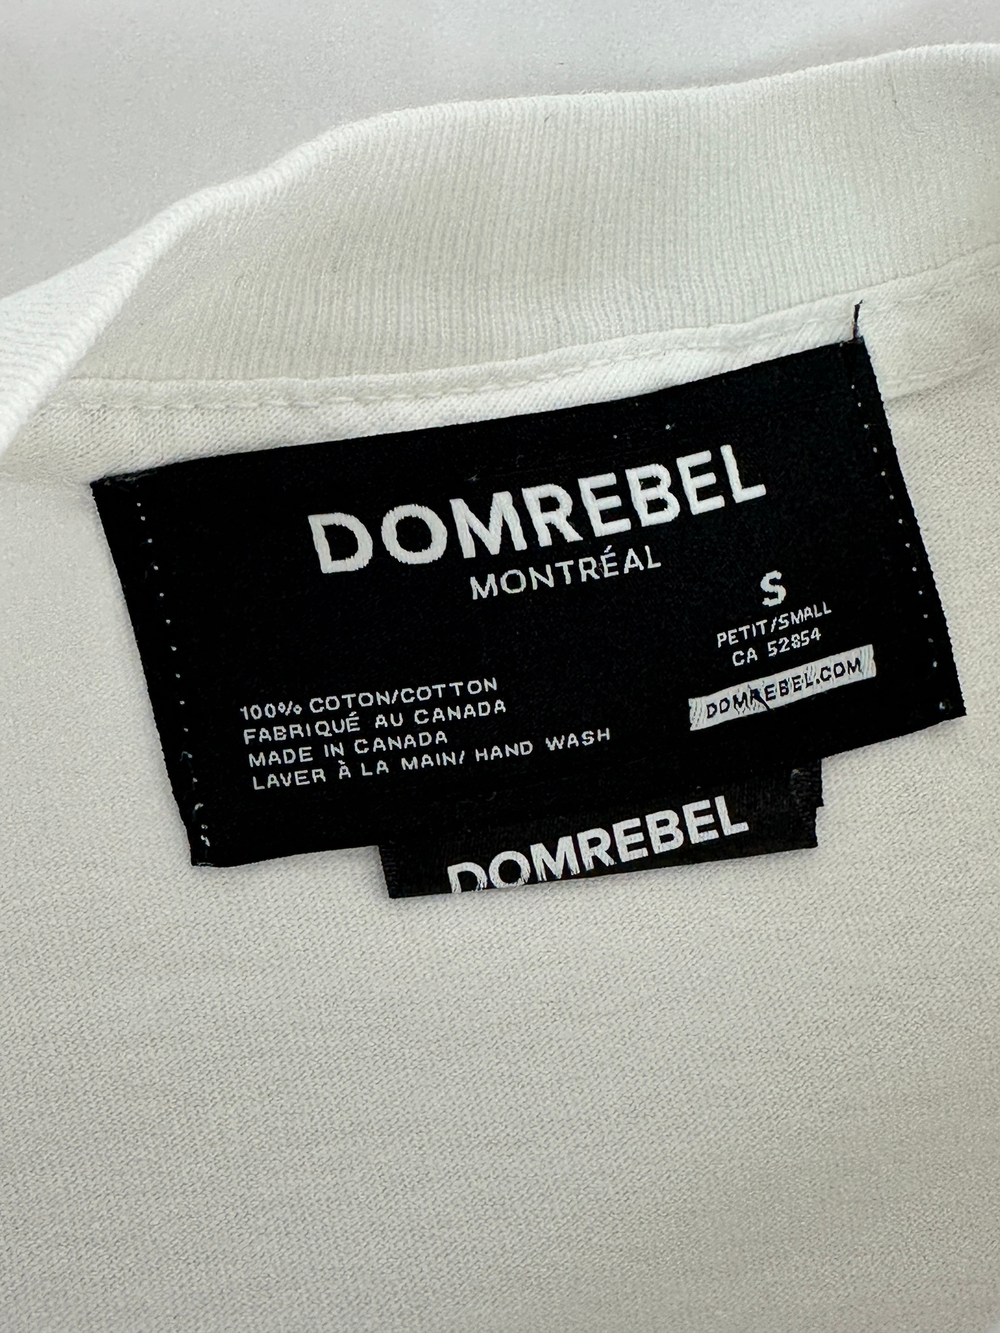 DOMREBEL
MONTRÉAL
S
PETIT/SMALL
CA 52854
DOMREBEL.COM
100% COTON/COTTON
FABRIQUÉ AU CANADA
MADE IN CANADA
LAVER À LA MAIN/ HAND WASH
DOMREBEL